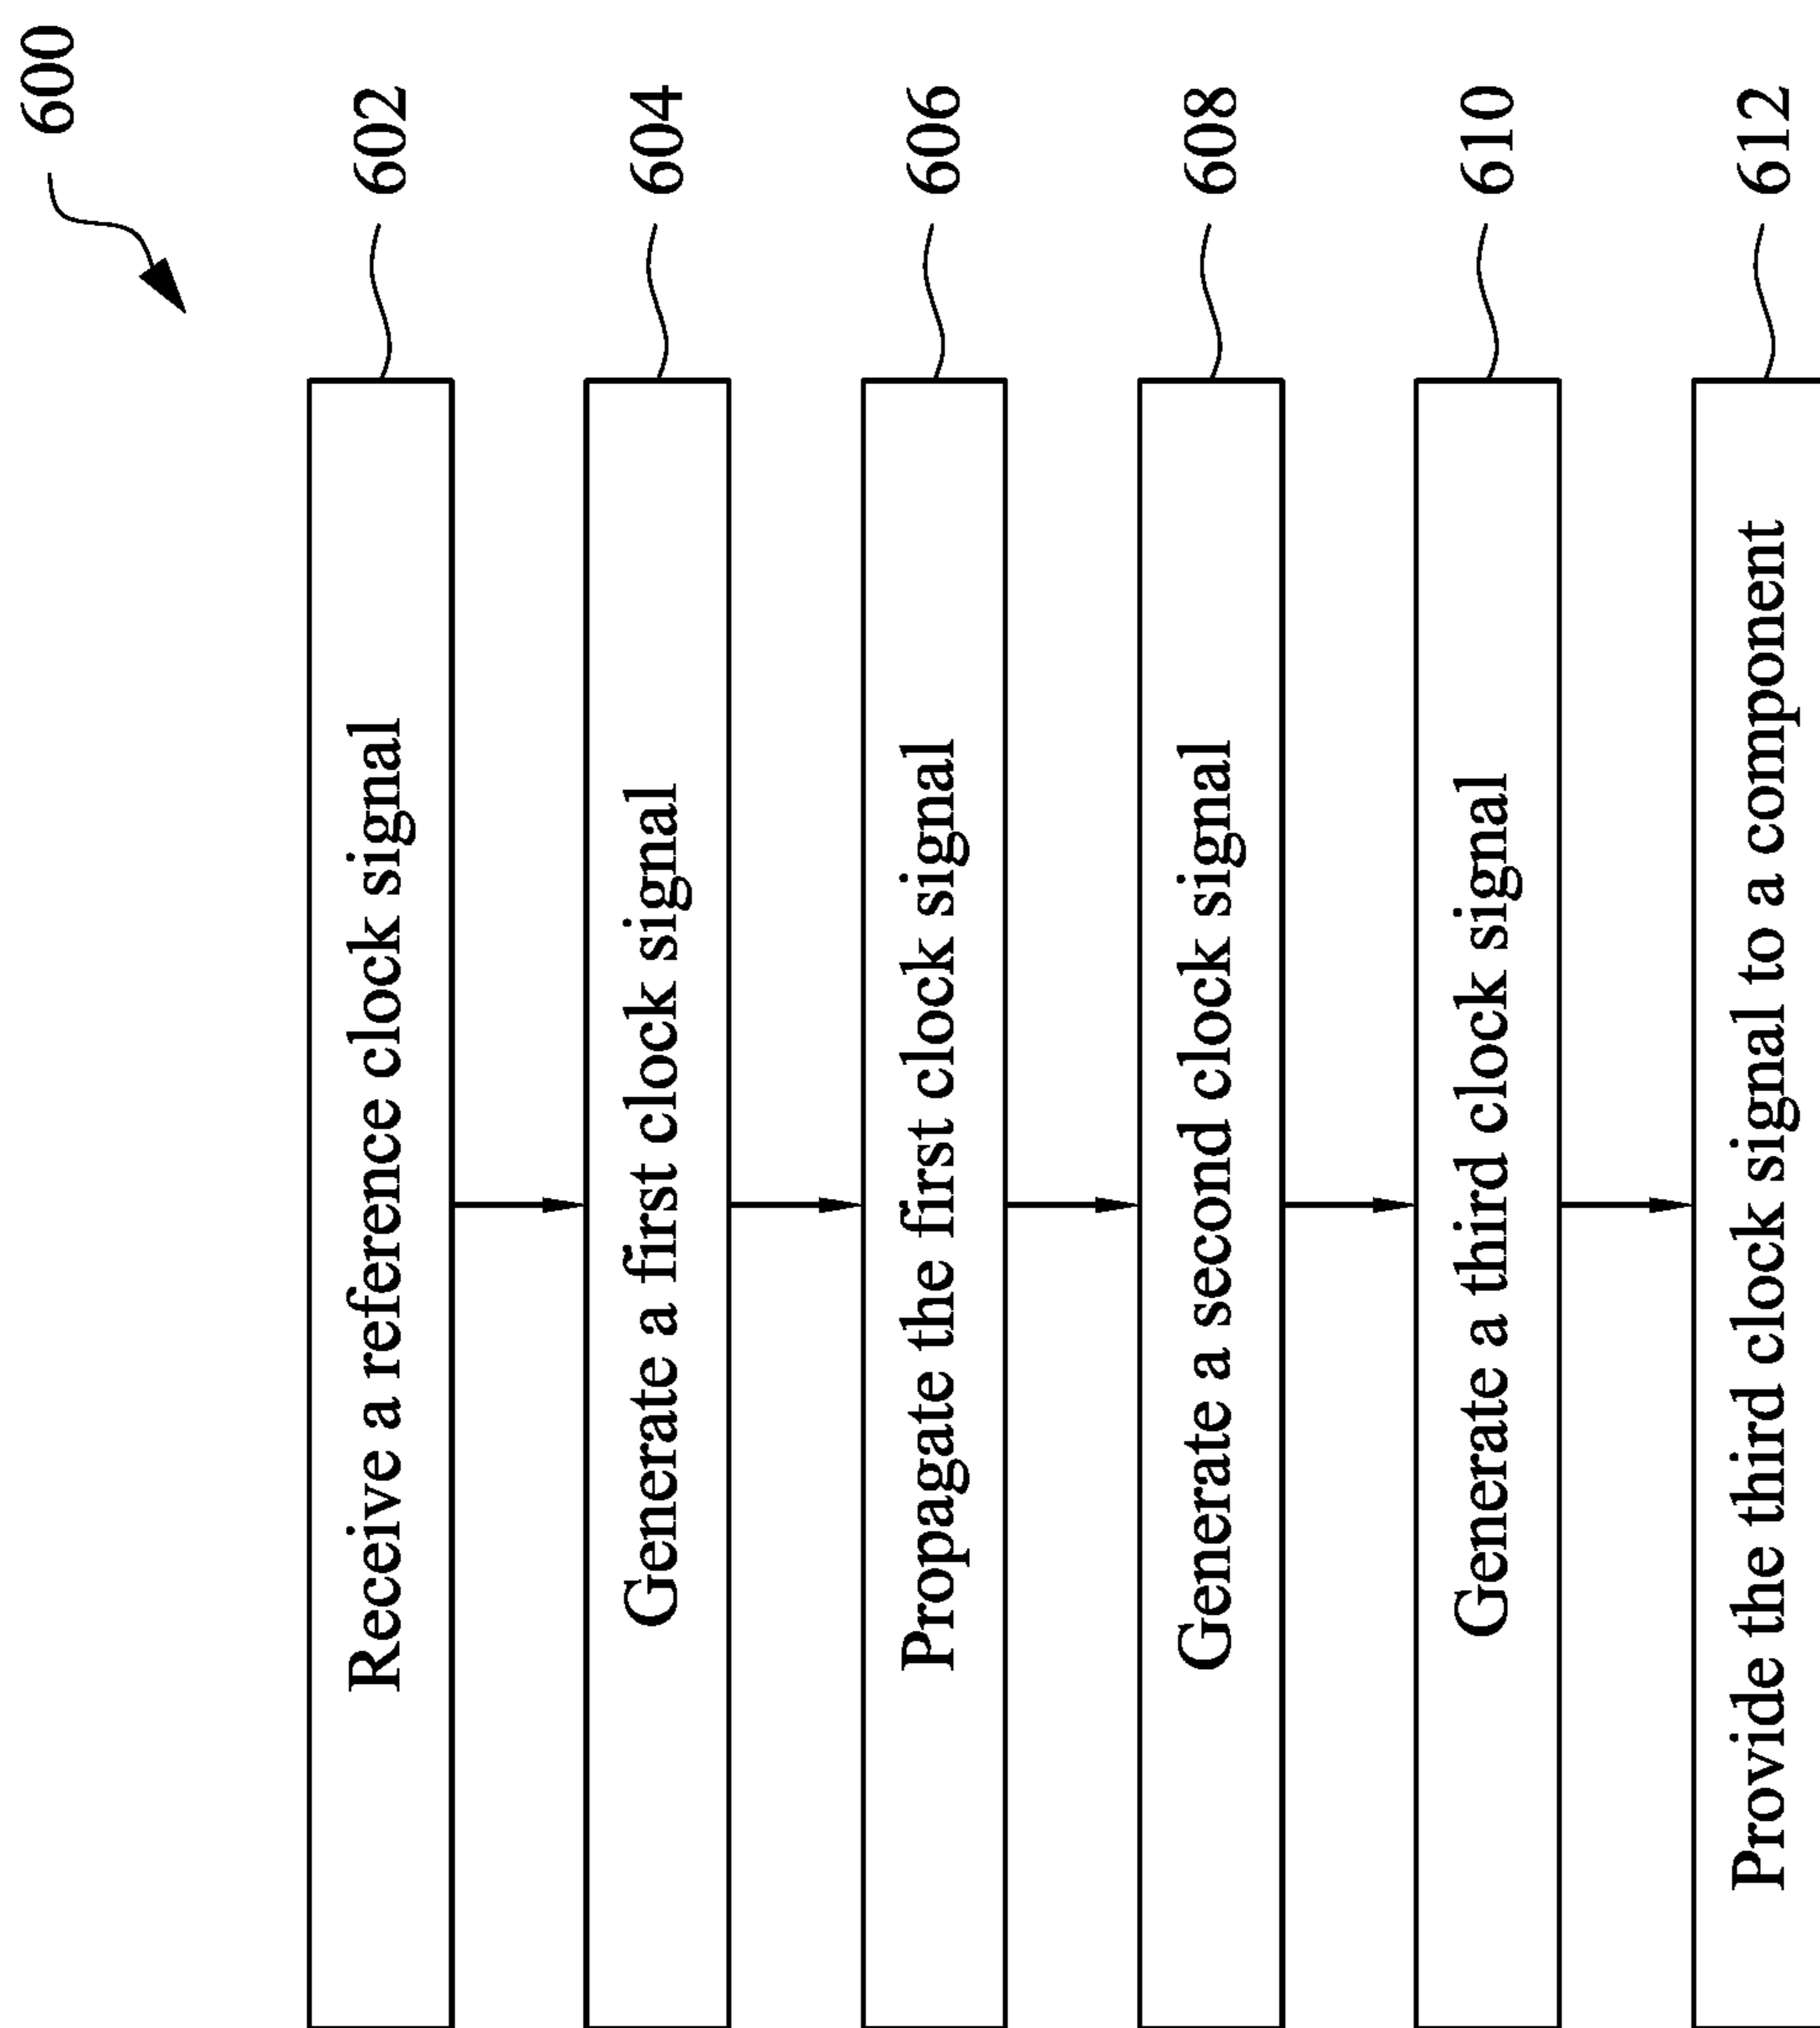 600
Receive a reference clock signal
602
Generate a first clock signal
604
Propagate the first clock signal
606
Generate a second clock signal
608
Generate a third clock signal
610
Provide the third clock signal to a component
612